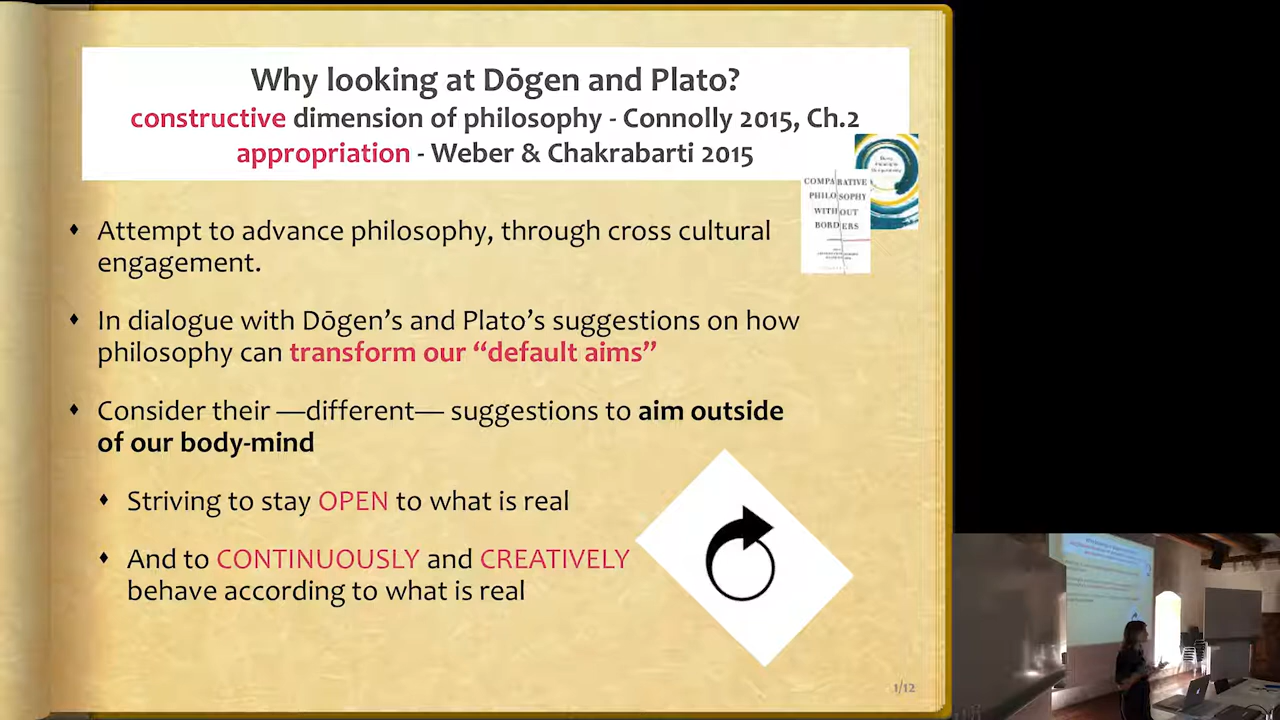 Why looking at Dōgen and Plato?
constructive dimension of philosophy - Connolly 2015, Ch.2
appropriation - Weber & Chakrabarti 2015
COMPARATIVE
PHILOSOPHY
WITHOUT
BORDERS
♦ Attempt to advance philosophy, through cross cultural
engagement.
♦ In dialogue with Dōgen’s and Plato’s suggestions on how
philosophy can transform our “default aims”
♦ Consider their —different— suggestions to aim outside
of our body-mind
♦ Striving to stay OPEN to what is real
♦ And to CONTINUOUSLY and CREATIVELY
behave according to what is real
1/12